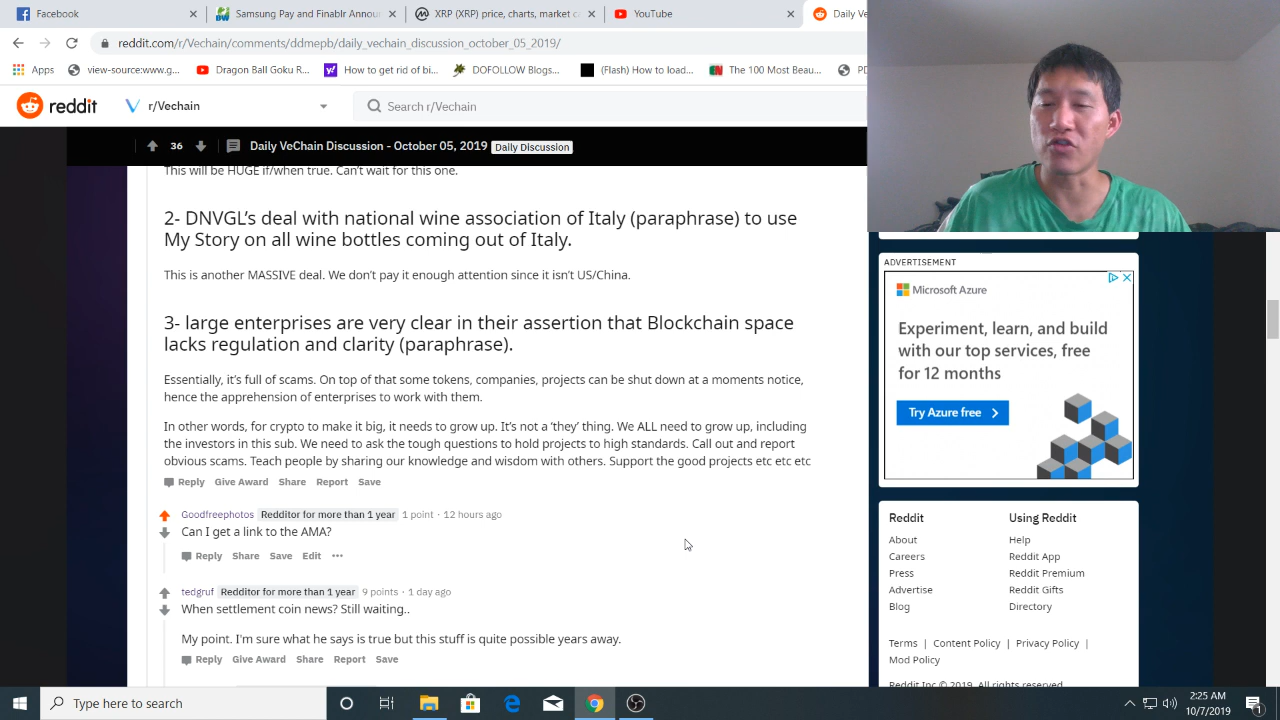 Facebook
Samsung Pay and Finablr Annou
XRP (XRP) price, charts, market c
YouTube
Daily Ve
reddit.com/r/Vechain/comments/ddmepb/daily_vechain_discussion_october_05_2019/
Apps
view-source:www.g...
Dragon Ball Goku R...
How to get rid of bi...
DOFOLLOW Blogs...
(Flash) How to load...
The 100 Most Beau...
PD
reddit
r/Vechain
Search r/Vechain
36
Daily VeChain Discussion - October 05, 2019
Daily Discussion
This will be HUGE if/when true. Can't wait for this one.
2- DNVGL's deal with national wine association of Italy (paraphrase) to use
My Story on all wine bottles coming out of Italy.
This is another MASSIVE deal. We don't pay it enough attention since it isn't US/China.
3- large enterprises are very clear in their assertion that Blockchain space
lacks regulation and clarity (paraphrase).
Essentially, it's full of scams. On top of that some tokens, companies, projects can be shut down at a moments notice,
hence the apprehension of enterprises to work with them.
In other words, for crypto to make it big, it needs to grow up. It's not a 'they' thing. We ALL need to grow up, including
the investors in this sub. We need to ask the tough questions to hold projects to high standards. Call out and report
obvious scams. Teach people by sharing our knowledge and wisdom with others. Support the good projects etc etc etc
Reply Give Award Share Report Save
Goodfreephotos Redditor for more than 1 year 1 point · 12 hours ago
Can I get a link to the AMA?
Reply Share Save Edit ...
tedgruf Redditor for more than 1 year 9 points · 1 day ago
When settlement coin news? Still waiting..
My point. I'm sure what he says is true but this stuff is quite possible years away.
Reply Give Award Share Report Save
ADVERTISEMENT
Microsoft Azure
Experiment, learn, and build
with our top services, free
for 12 months
Try Azure free
Reddit Using Reddit
About Help
Careers Reddit App
Press Reddit Premium
Advertise Reddit Gifts
Blog Directory
Terms | Content Policy | Privacy Policy |
Mod Policy
Reddit Inc © 2019. All rights reserved
Type here to search
2:25 AM
10/7/2019
1